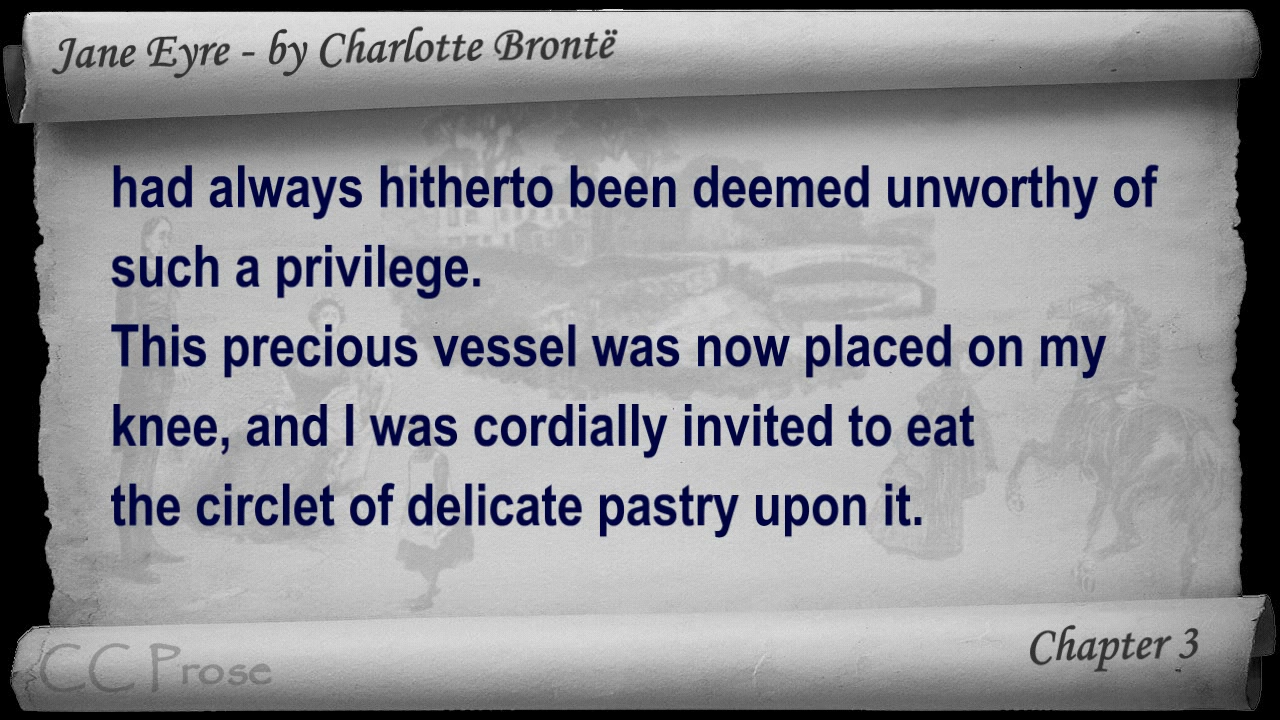 Jane Eyre - by Charlotte Brontë
had always hitherto been deemed unworthy of
such a privilege.
This precious vessel was now placed on my
knee, and I was cordially invited to eat
the circlet of delicate pastry upon it.
Chapter 3
CC Prose